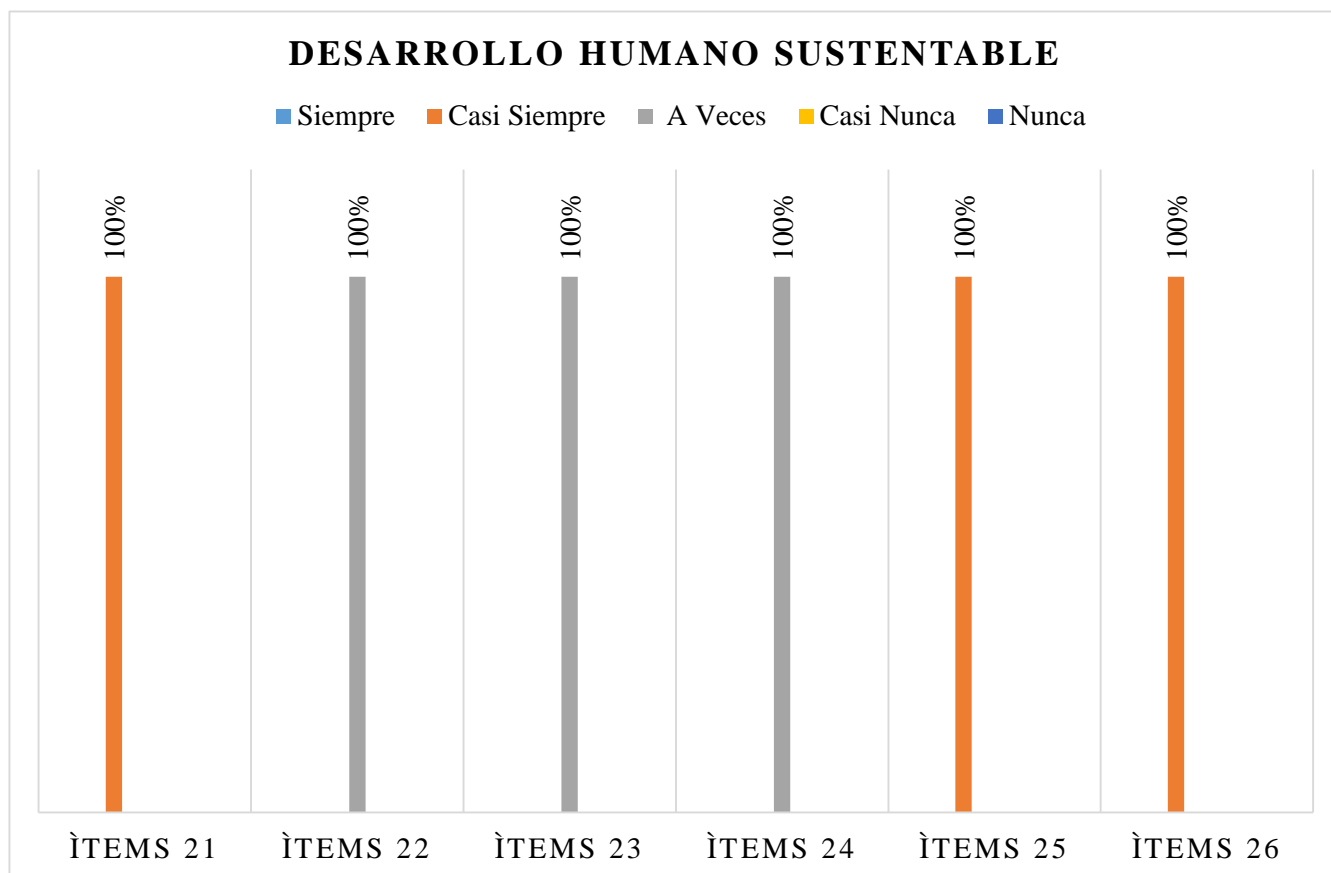 DESARROLLO HUMANO SUSTENTABLE
Siempre Casi Siempre A Veces Casi Nunca Nunca
100% 100% 100% 100% 100% 100%
ÌTEMS 21 ÌTEMS 22 ÌTEMS 23 ÌTEMS 24 ÌTEMS 25 ÌTEMS 26